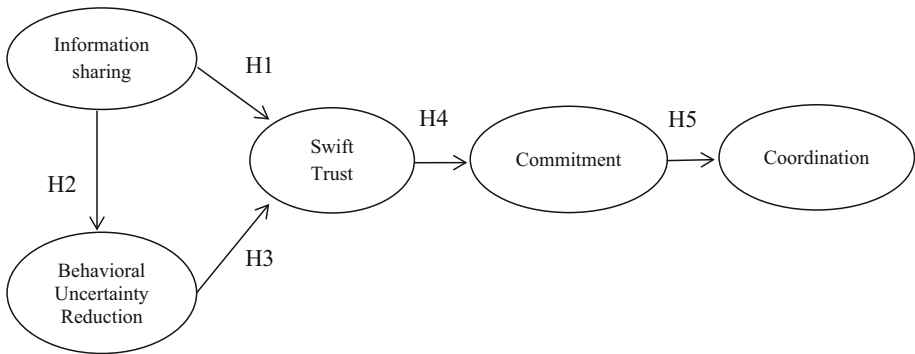 Information
sharing
H1
H2
Swift
Trust
H4
Commitment
H5
Coordination
H3
Behavioral
Uncertainty
Reduction